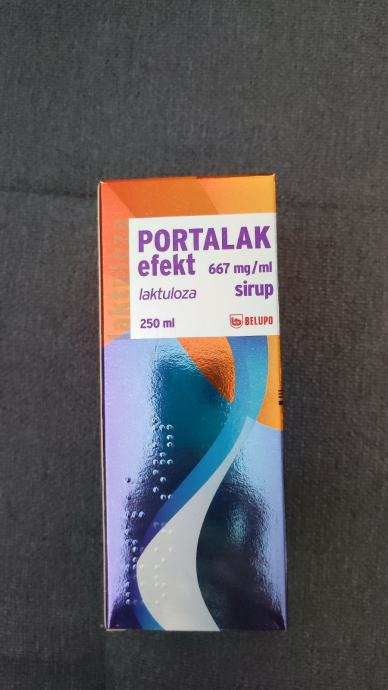 PORTALAK
efekt 667 mg/ml
laktuloza sirup
250 ml BELUPO
laktuloza